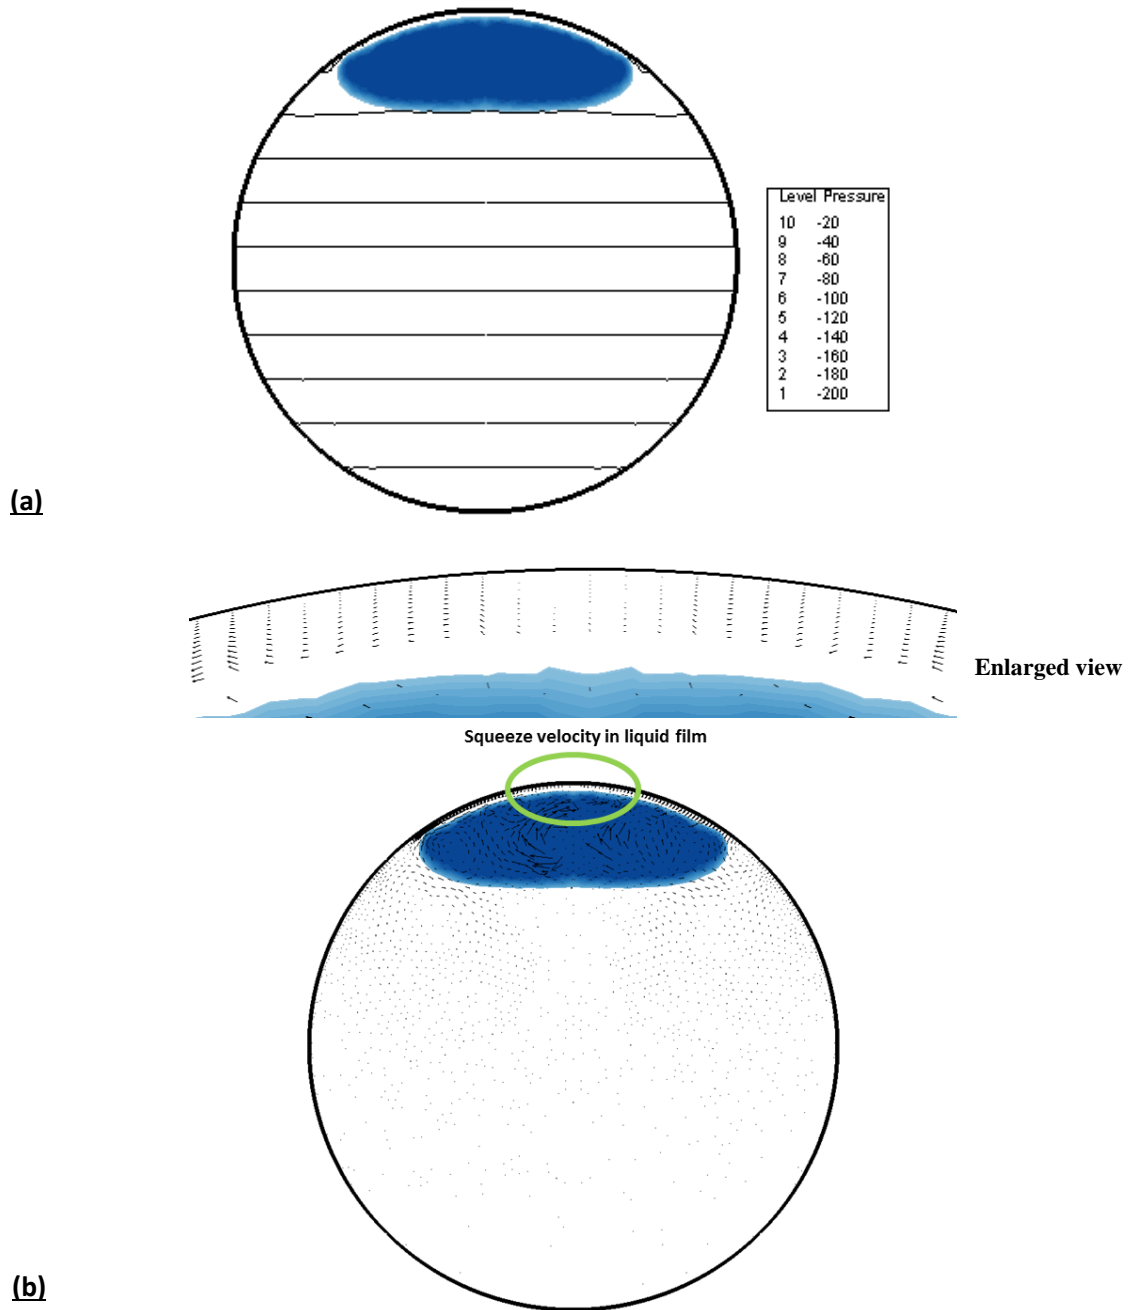 Level Pressure
10 -20
9 -40
8 -60
7 -80
6 -100
5 -120
4 -140
3 -160
2 -180
1 -200
(a)
Enlarged view
Squeeze velocity in liquid film
(b)